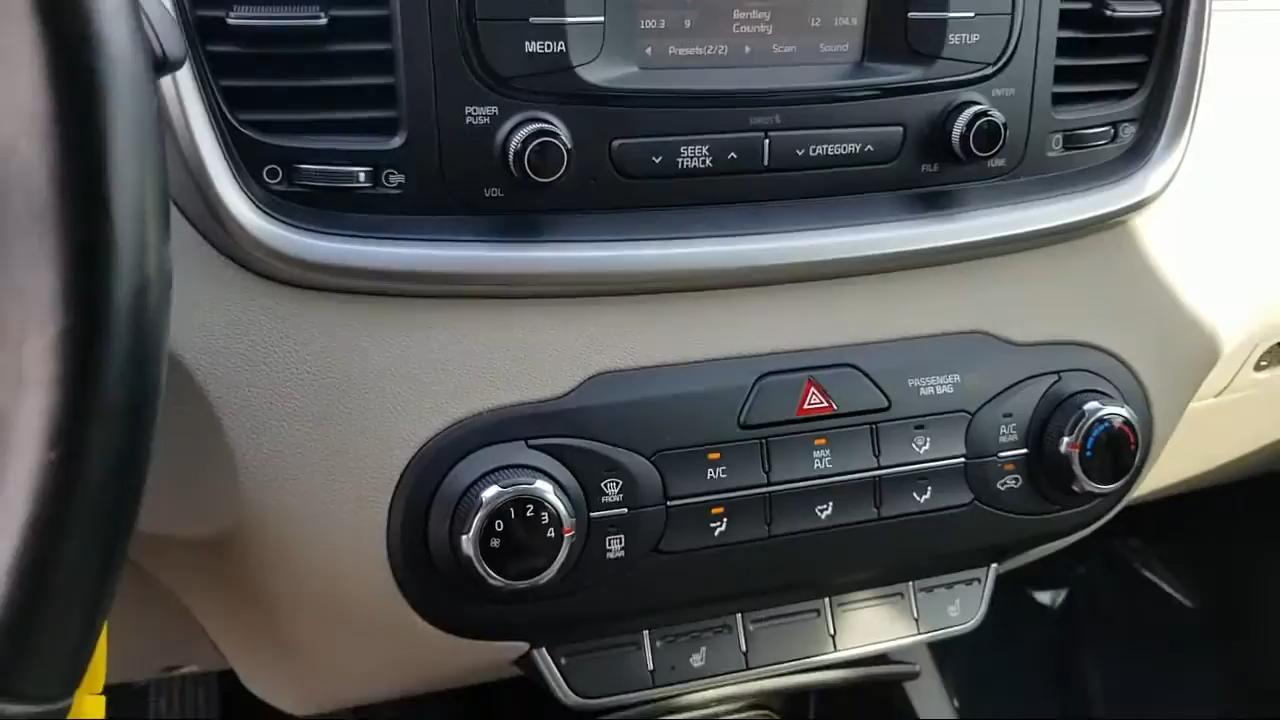 100.3 9 Bentley Country 12 104.9
Presets(2/2) Scan Sound
MEDIA
SETUP
POWER
PUSH
VOL
SEEK
TRACK
CATEGORY
ENTER
FILE
TUNE
PASSENGER
AIR BAG
A/C
MAX
A/C
A/C
REAR
FRONT
REAR
0 1 2 3 4